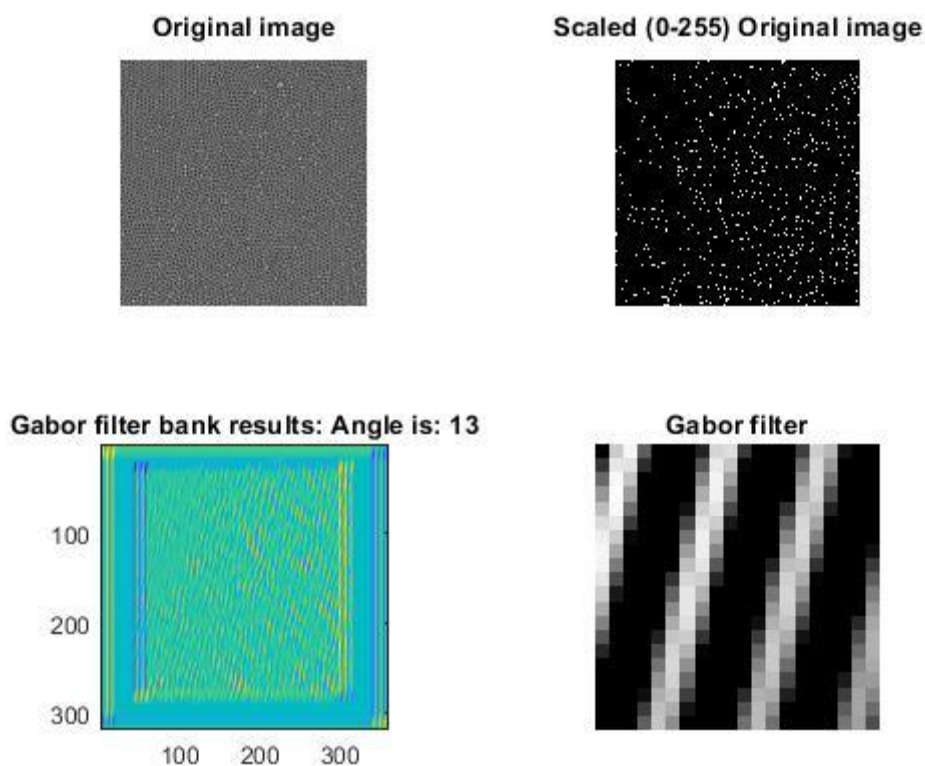 Original image
Scaled (0-255) Original image
Gabor filter bank results: Angle is: 13
100
200
300
100 200 300
Gabor filter